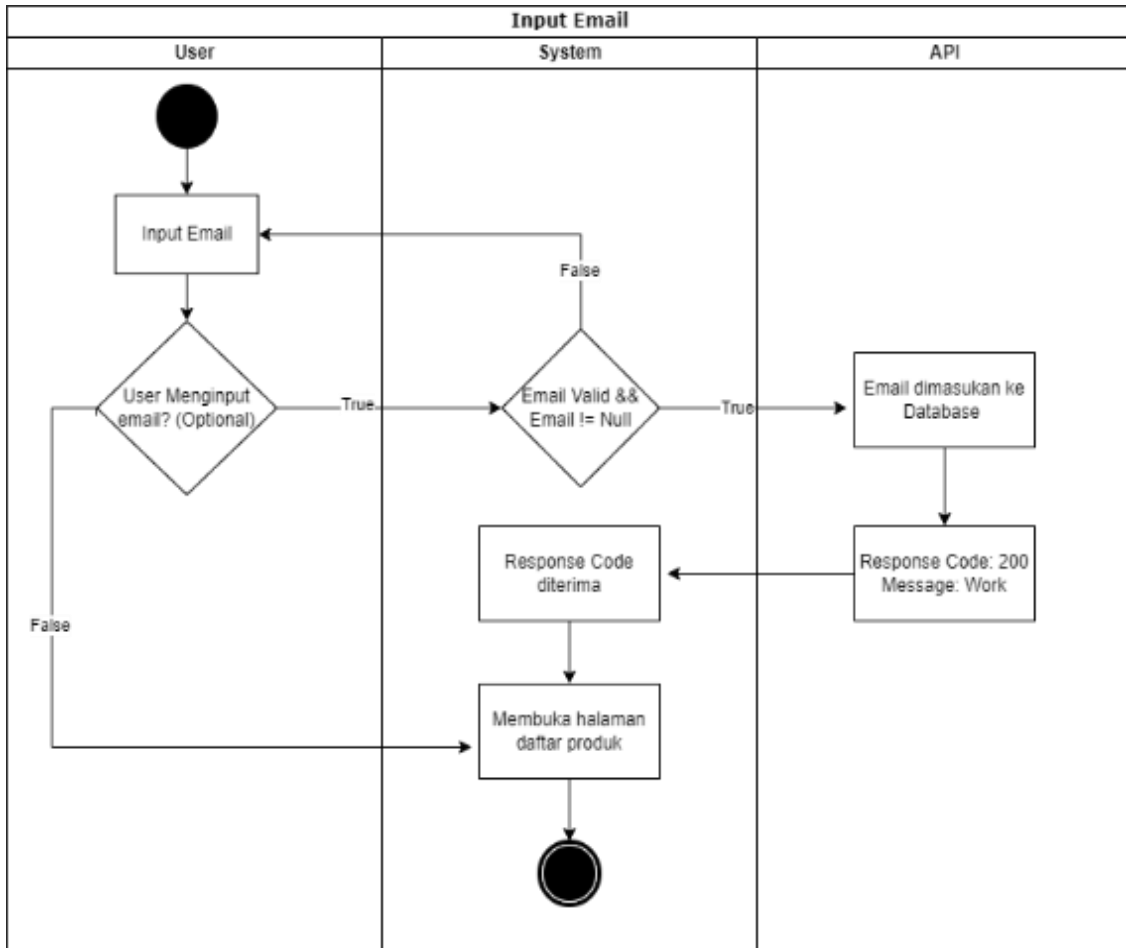 Input Email
User
System
API
Input Email
False
User Menginput
email? (Optional)
True
Email Valid &&
Email != Null
True
Email dimasukan ke
Database
Response Code
diterima
Response Code: 200
Message: Work
False
Membuka halaman
daftar produk